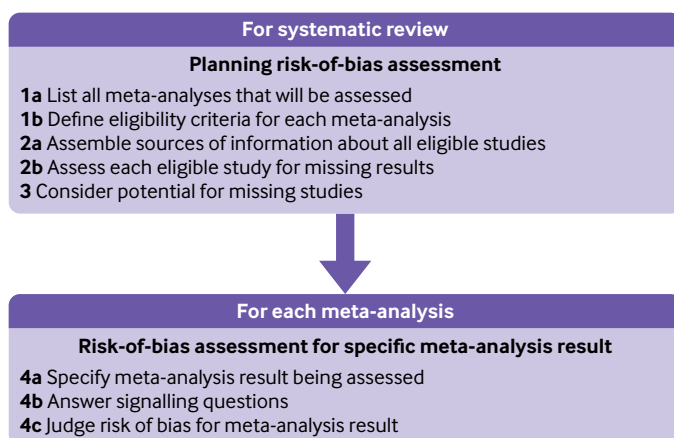 For systematic review
Planning risk-of-bias assessment
1a List all meta-analyses that will be assessed
1b Define eligibility criteria for each meta-analysis
2a Assemble sources of information about all eligible studies
2b Assess each eligible study for missing results
3 Consider potential for missing studies
For each meta-analysis
Risk-of-bias assessment for specific meta-analysis result
4a Specify meta-analysis result being assessed
4b Answer signalling questions
4c Judge risk of bias for meta-analysis result